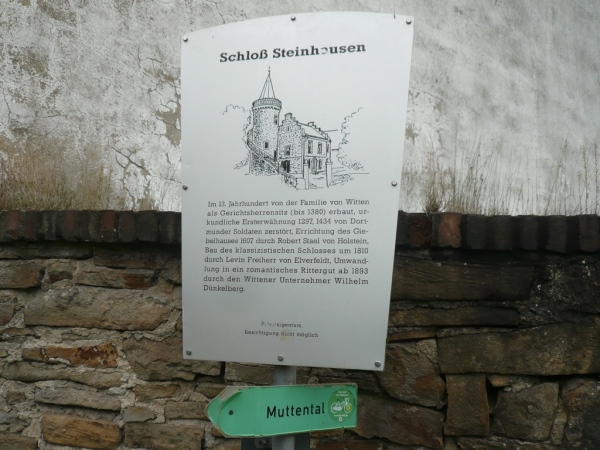 Schloß Steinhausen
Im 13. Jahrhundert von der Familie von Witten
als Gerichtsherrensitz (bis 1380) erbaut, ur-
kundliche Ersterwähnung 1297, 1434 von Dort-
munder Soldaten zerstört, Errichtung des Gie-
belhauses 1607 durch Robert Stael von Holstein,
Bau des klassizistischen Schlosses um 1810
durch Levin Freiherr von Elverfeldt, Umwand-
lung in ein romantisches Rittergut ab 1893
durch den Wittener Unternehmer Wilhelm
Dünkelberg.
Privateigentum
Besichtigung nicht möglich
Muttental